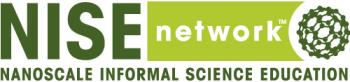 NISE network™
NANOSCALE INFORMAL SCIENCE EDUCATION